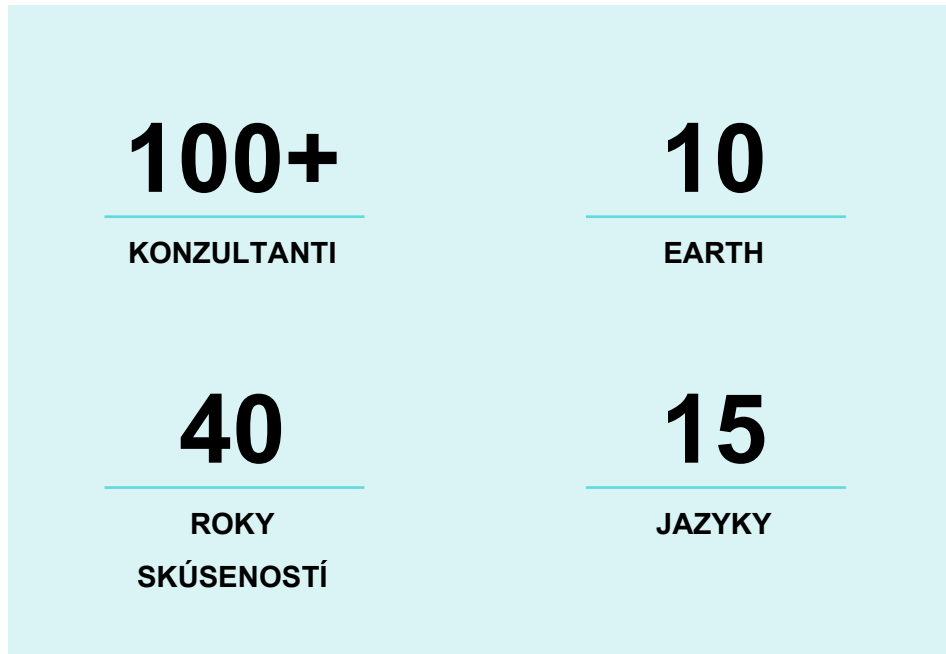 100+
KONZULTANTI
10
EARTH
40
ROKY
SKÚSENOSTÍ
15
JAZYKY